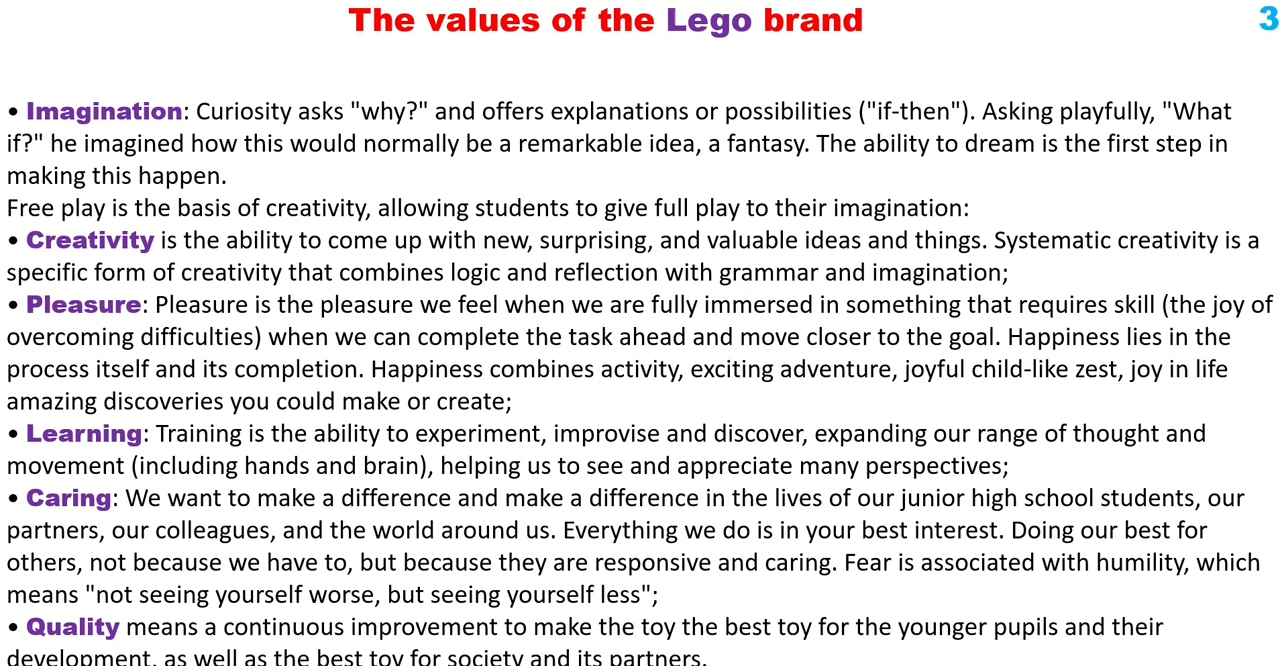 The values of the Lego brand
3
• Imagination: Curiosity asks "why?" and offers explanations or possibilities ("if-then"). Asking playfully, "What
if?" he imagined how this would normally be a remarkable idea, a fantasy. The ability to dream is the first step in
making this happen.
Free play is the basis of creativity, allowing students to give full play to their imagination:
• Creativity is the ability to come up with new, surprising, and valuable ideas and things. Systematic creativity is a
specific form of creativity that combines logic and reflection with grammar and imagination;
• Pleasure: Pleasure is the pleasure we feel when we are fully immersed in something that requires skill (the joy of
overcoming difficulties) when we can complete the task ahead and move closer to the goal. Happiness lies in the
process itself and its completion. Happiness combines activity, exciting adventure, joyful child-like zest, joy in life
amazing discoveries you could make or create;
• Learning: Training is the ability to experiment, improvise and discover, expanding our range of thought and
movement (including hands and brain), helping us to see and appreciate many perspectives;
• Caring: We want to make a difference and make a difference in the lives of our junior high school students, our
partners, our colleagues, and the world around us. Everything we do is in your best interest. Doing our best for
others, not because we have to, but because they are responsive and caring. Fear is associated with humility, which
means "not seeing yourself worse, but seeing yourself less";
• Quality means a continuous improvement to make the toy the best toy for the younger pupils and their
development, as well as the best toy for society and its partners.